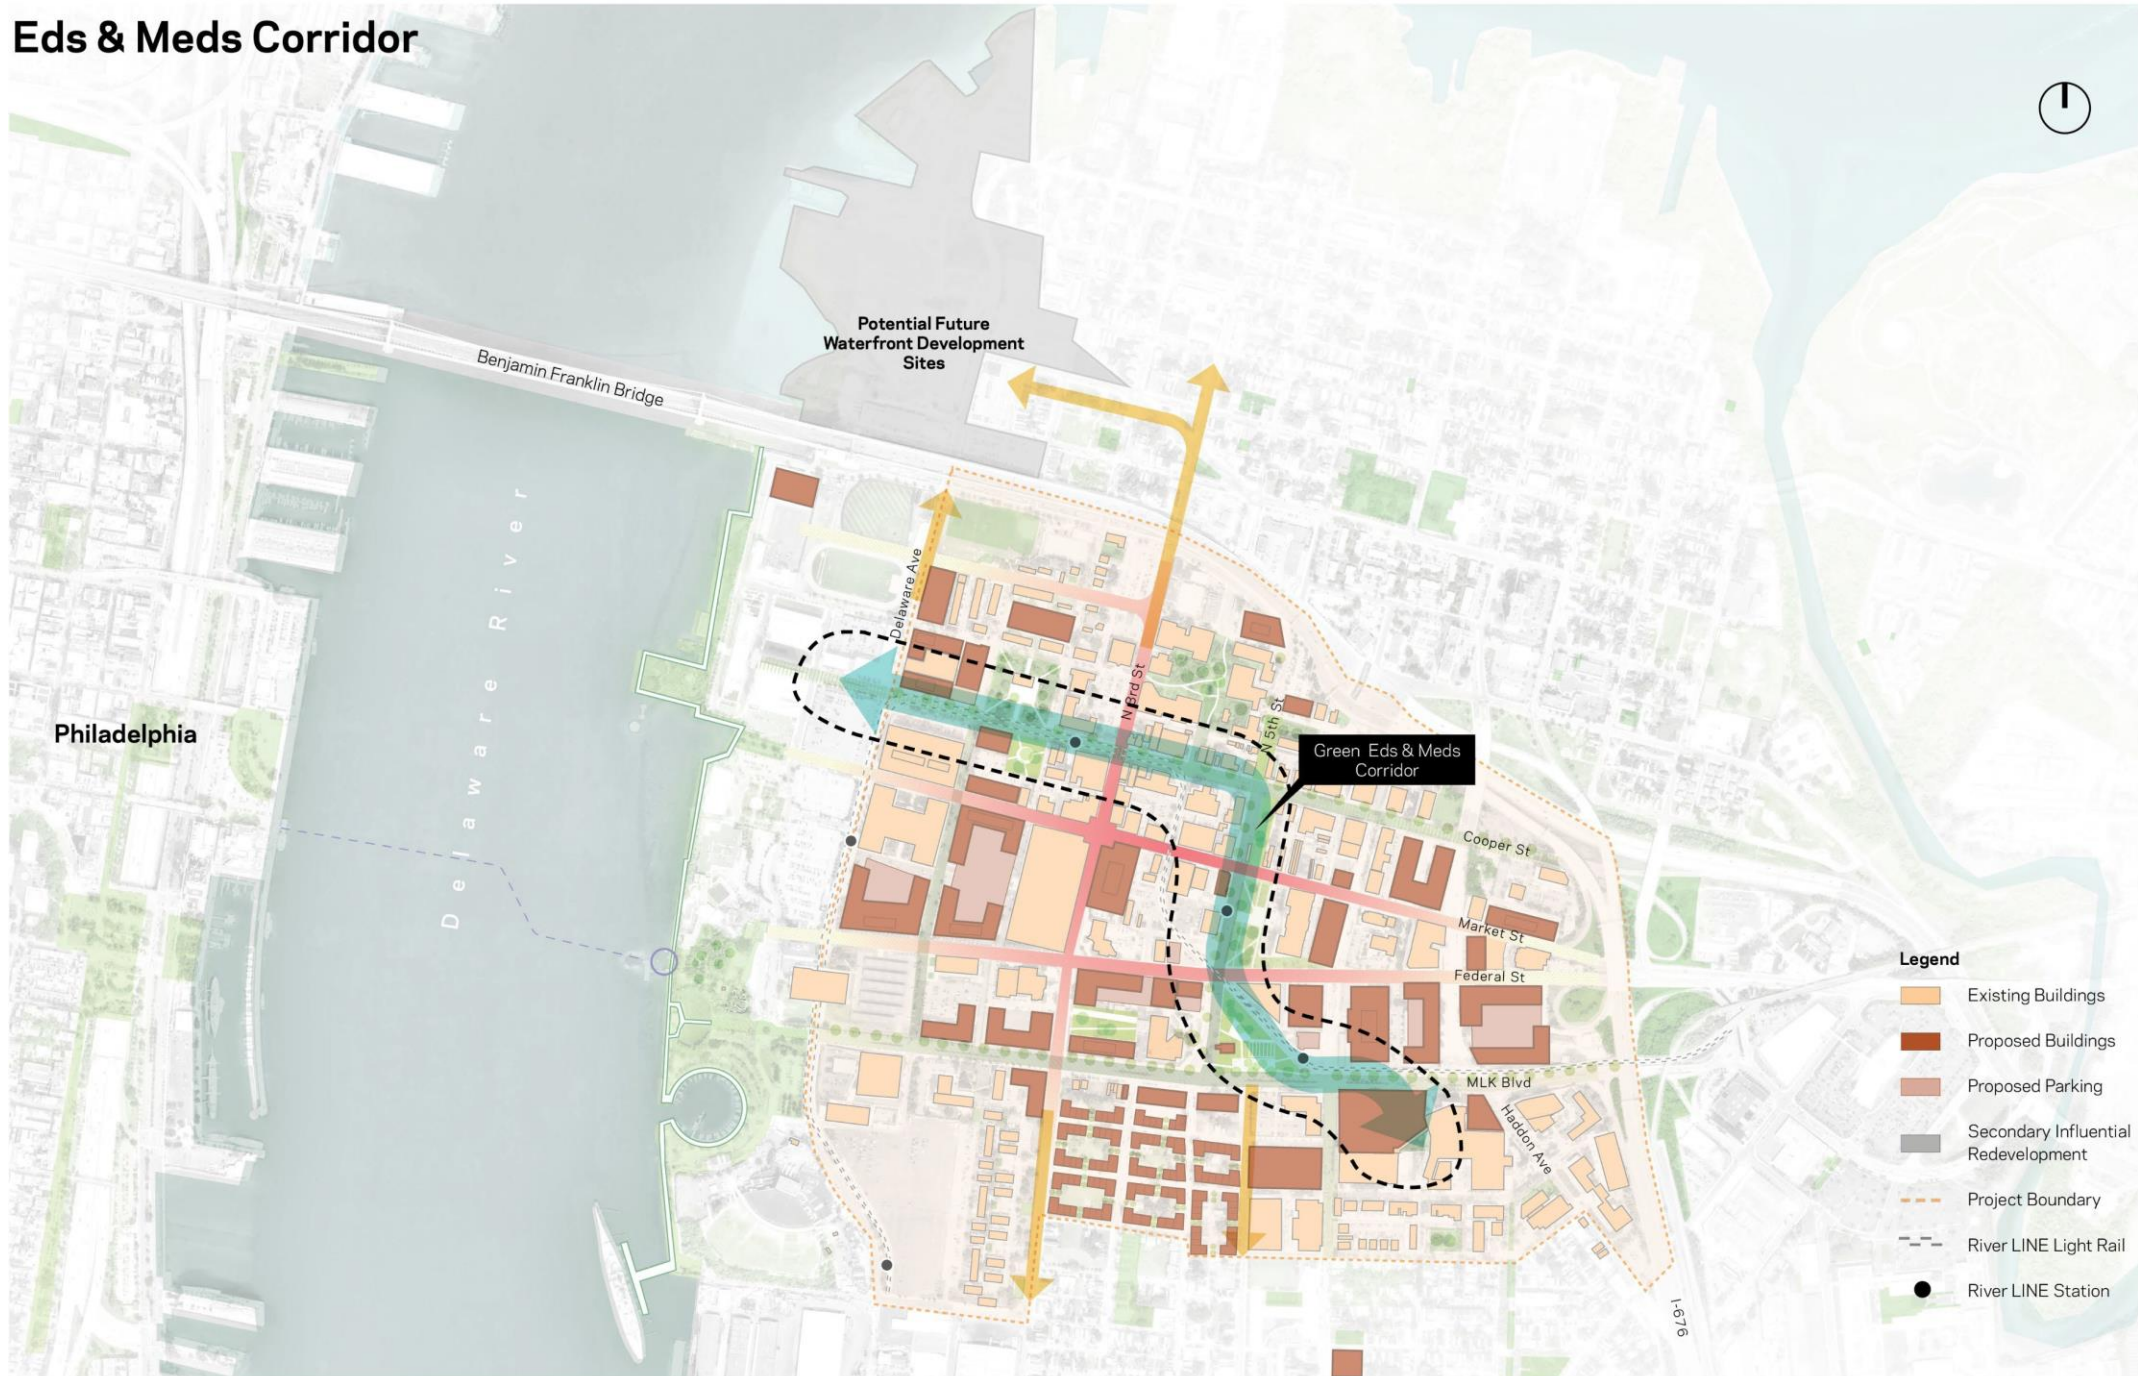 Eds & Meds Corridor
Potential Future
Waterfront Development
Sites
Benjamin Franklin Bridge
Delaware River
Delaware Ave
N 3rd St
N 5th St
Philadelphia
Green Eds & Meds
Corridor
Cooper St
Market St
Federal St
MLK Blvd
Haddon Ave
I-676
Legend
Existing Buildings
Proposed Buildings
Proposed Parking
Secondary Influential
Redevelopment
Project Boundary
River LINE Light Rail
River LINE Station